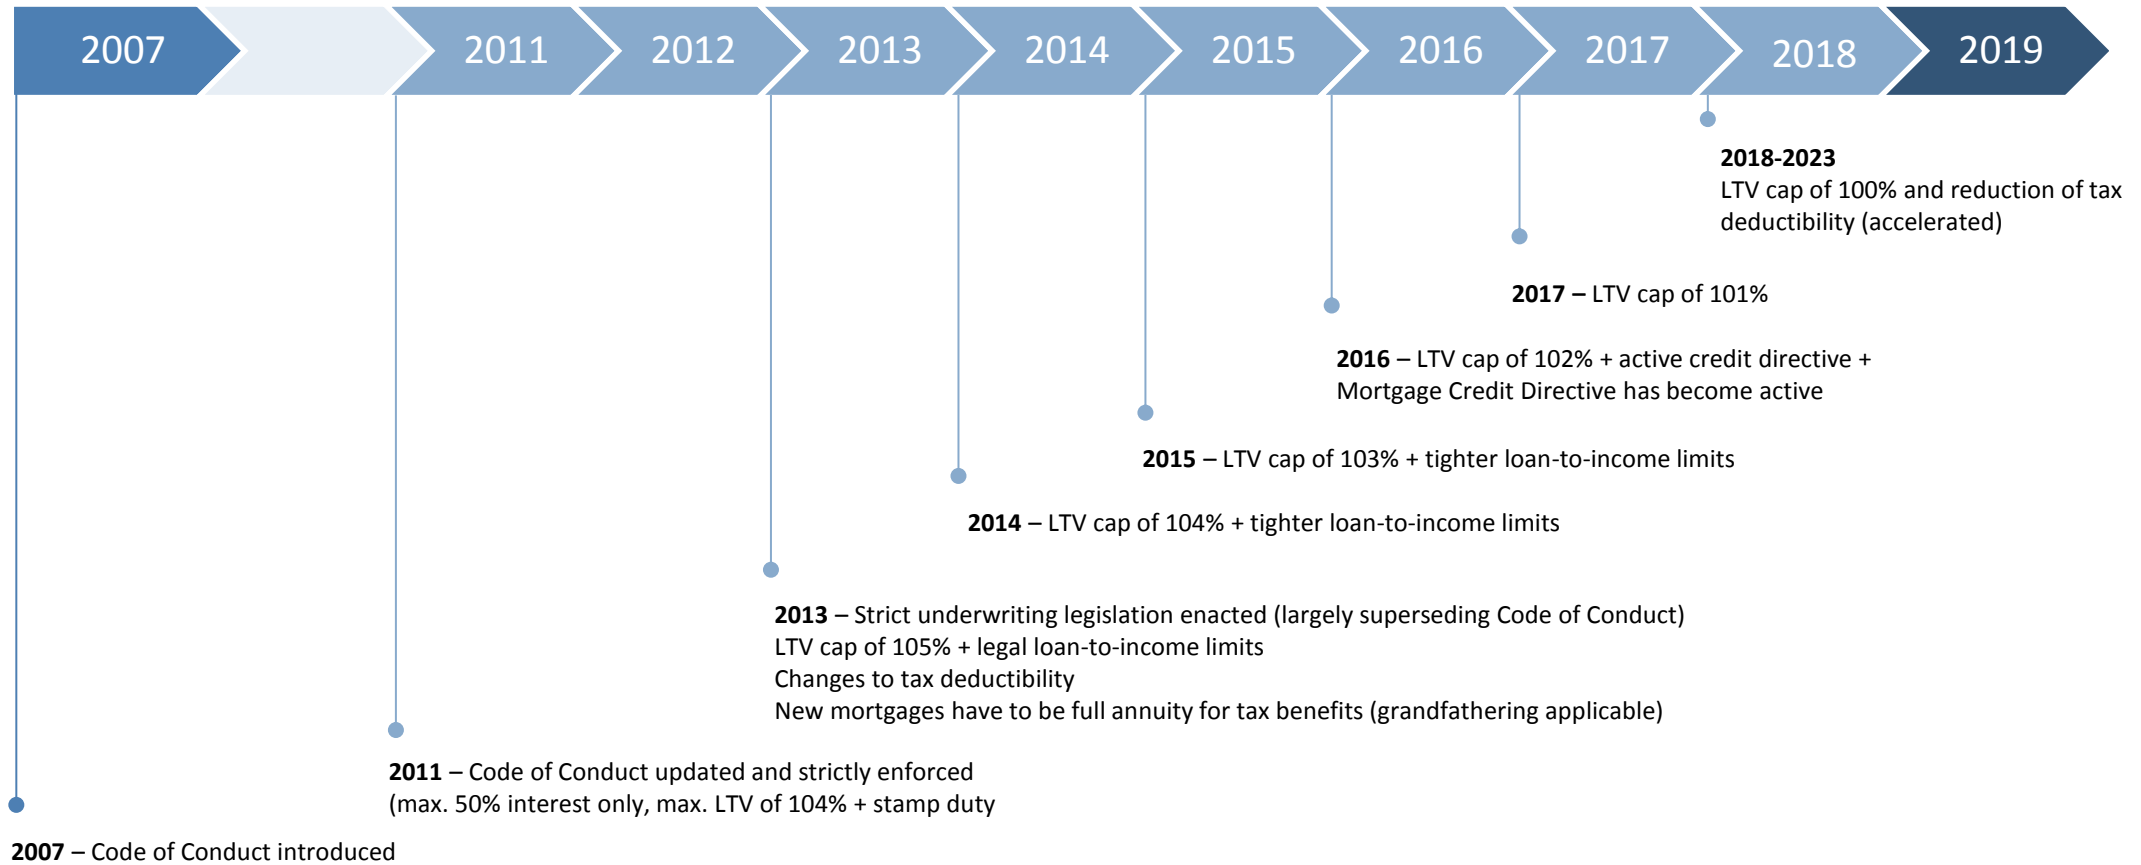 2007
2011
2012
2013
2014
2015
2016
2017
2018
2019
2018-2023
LTV cap of 100% and reduction of tax
deductibility (accelerated)
2017 – LTV cap of 101%
2016 – LTV cap of 102% + active credit directive +
Mortgage Credit Directive has become active
2015 – LTV cap of 103% + tighter loan-to-income limits
2014 – LTV cap of 104% + tighter loan-to-income limits
2013 – Strict underwriting legislation enacted (largely superseding Code of Conduct)
LTV cap of 105% + legal loan-to-income limits
Changes to tax deductibility
New mortgages have to be full annuity for tax benefits (grandfathering applicable)
2011 – Code of Conduct updated and strictly enforced
(max. 50% interest only, max. LTV of 104% + stamp duty
2007 – Code of Conduct introduced